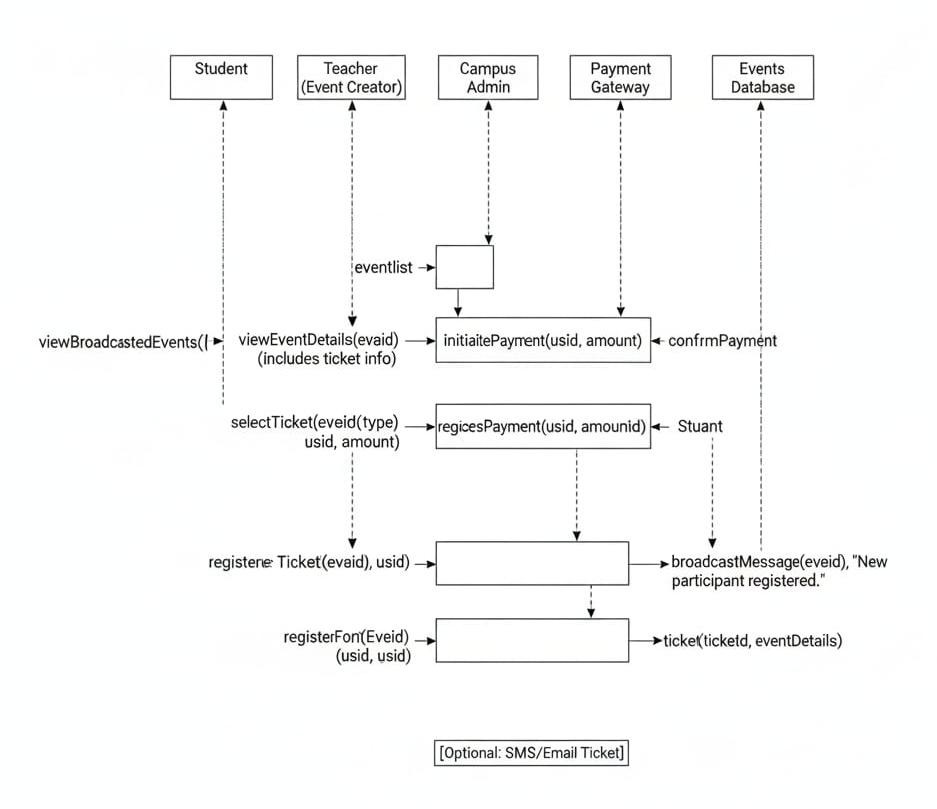 Student
Teacher
(Event Creator)
Campus
Admin
Payment
Gateway
Events
Database
eventlist
viewBroadcastedEvents(
viewEventDetails(evaid)
(includes ticket info)
initiaitePayment(usid, amount)
confrmPayment
selectTicket(eveid(type)
usid, amount)
regicesPayment(usid, amounid)
Stuant
registerıe Ticket(evaid), usid)
broadcastMessage(eveid), "New
participant registered."
registerFon'(Eveid)
(usid, usid)
ticket(ticketd, eventDetails)
[Optional: SMS/Email Ticket]